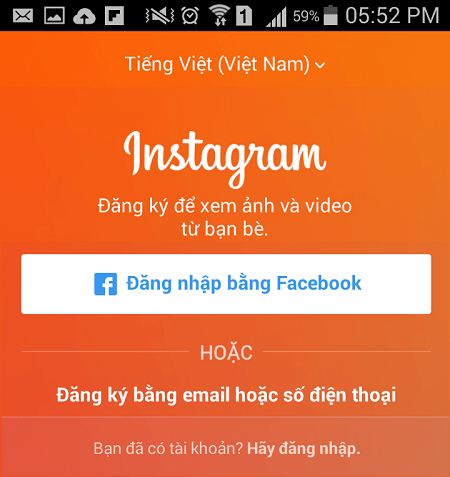 1 59% 05:52 PM
Tiếng Việt (Việt Nam)
Instagram
Đăng ký để xem ảnh và video
từ bạn bè.
Đăng nhập bằng Facebook
HOẶC
Đăng ký bằng email hoặc số điện thoại
Bạn đã có tài khoản? Hãy đăng nhập.